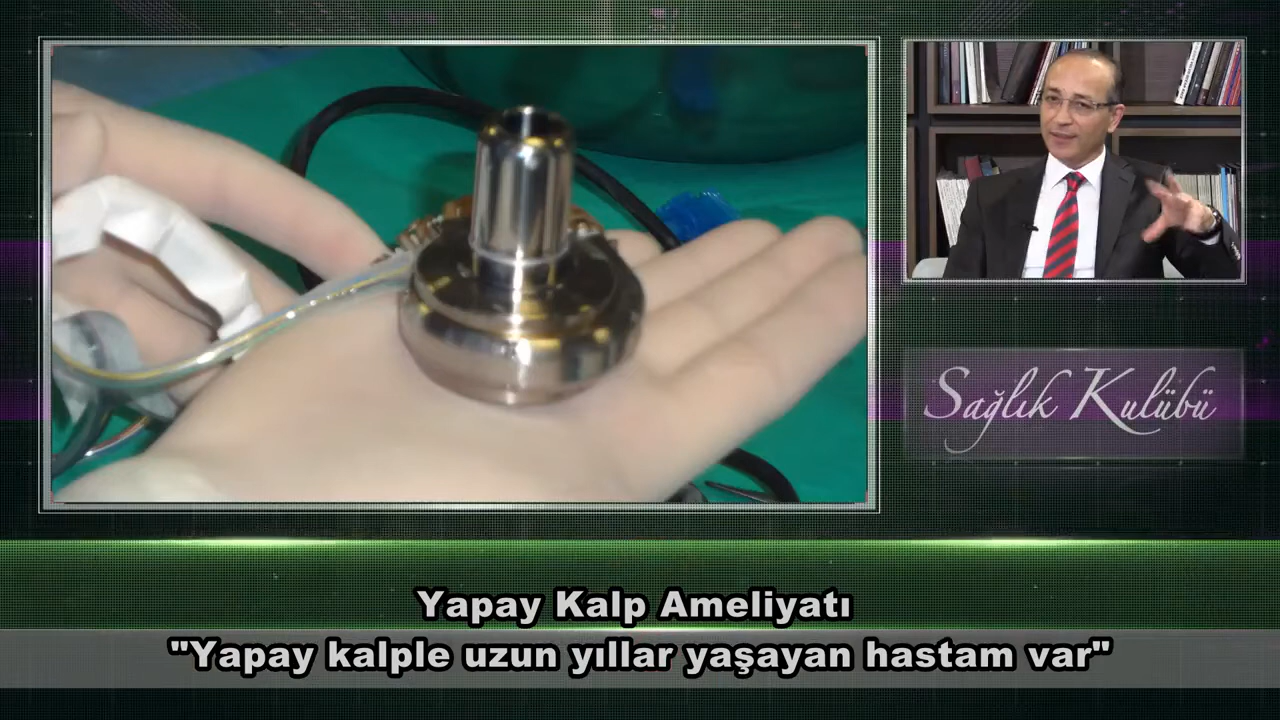 Sağlık Kulübü
Yapay Kalp Ameliyatı
"Yapay kalple uzun yıllar yaşayan hastam var"